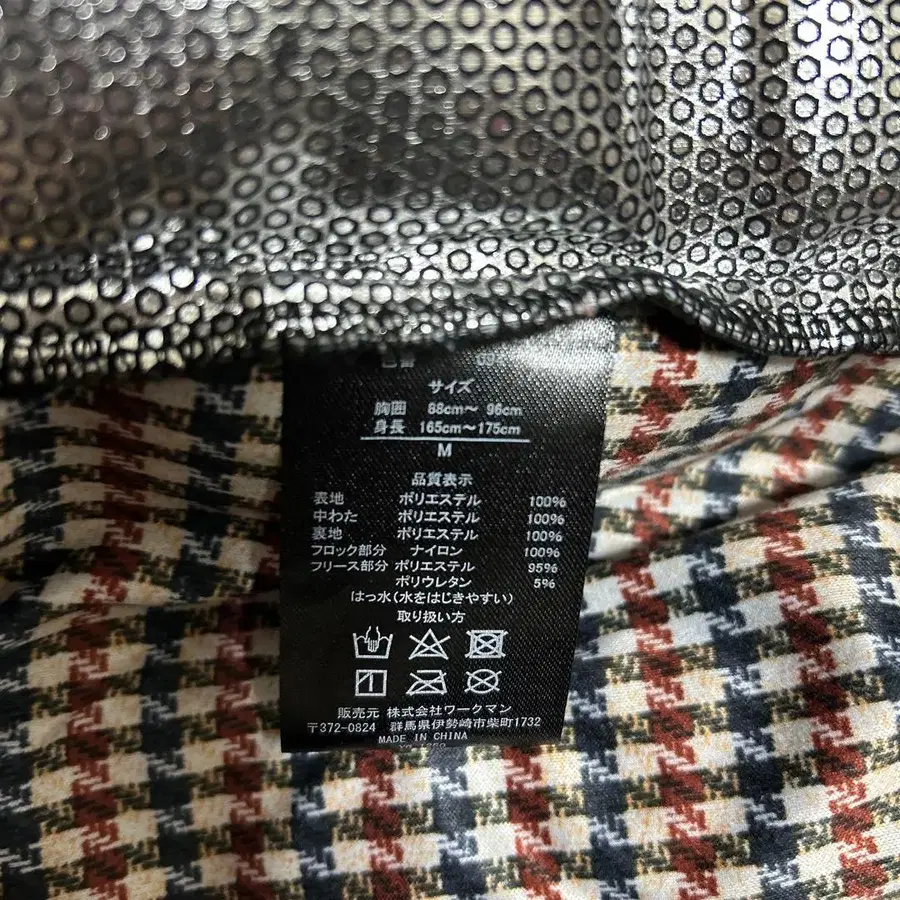 サイズ
胸囲 88cm～ 96cm
身長 165cm～175cm
M
品質表示
表地 ポリエステル 100%
中わた ポリエステル 100%
裏地 ポリエステル 100%
フロック部分 ナイロン 100%
フリース部分 ポリエステル 95%
ポリウレタン 5%
はっ水(水をはじきやすい)
取り扱い方
販売元 株式会社ワークマン
〒372-0824 群馬県伊勢崎市柴町1732
MADE IN CHINA